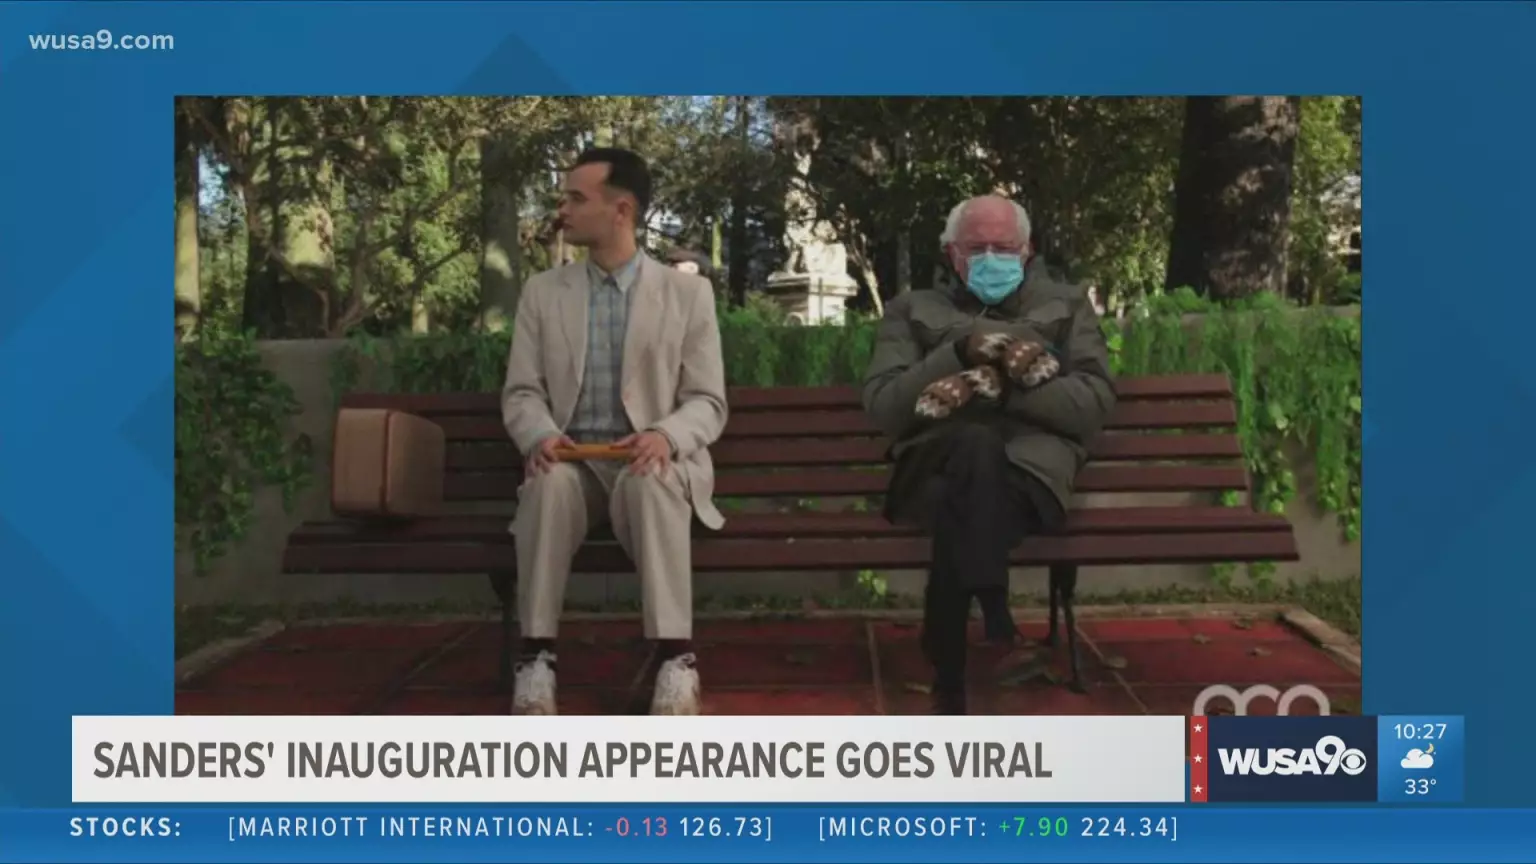 wusa9.com
SANDERS' INAUGURATION APPEARANCE GOES VIRAL
WUSA9
10:27
33°
STOCKS: [MARRIOTT INTERNATIONAL: -0.13 126.73] [MICROSOFT: +7.90 224.34]